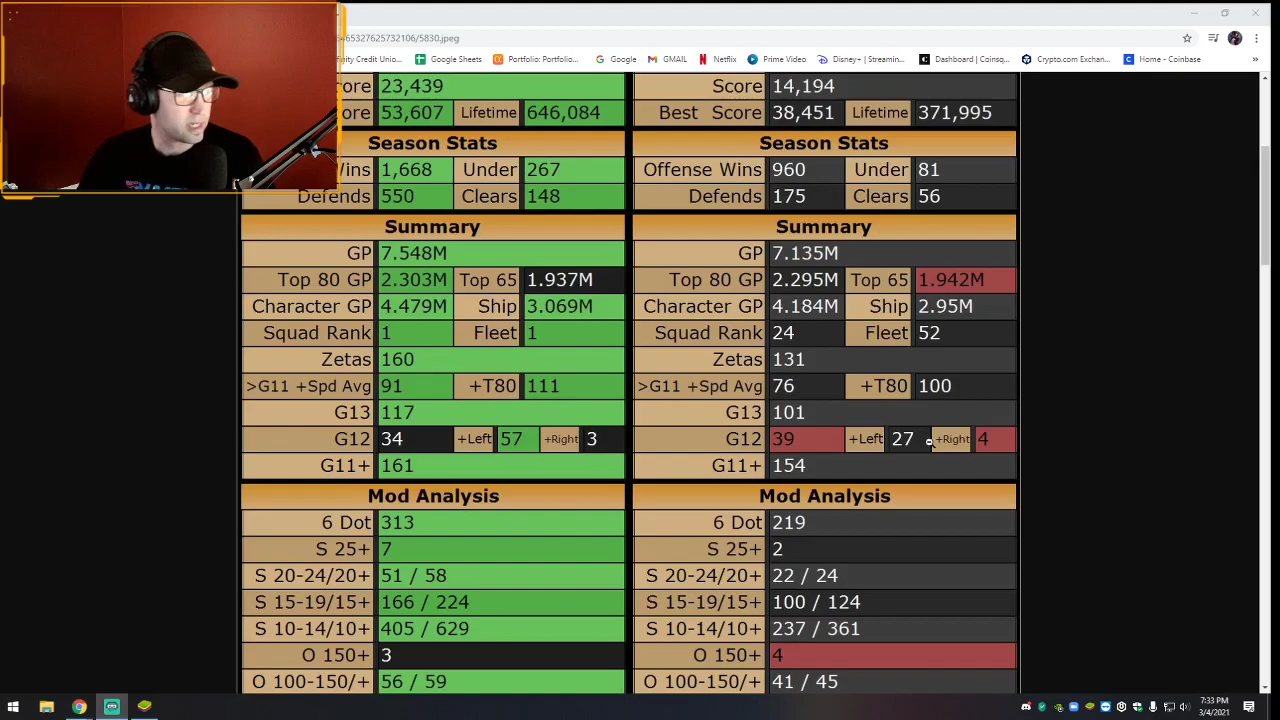 6465327625732106/5830.jpeg
finity Credit Unio... Google Sheets Portfolio: Portfolio... Google GMAIL Netflix Prime Video Disney+ | Streamin... Dashboard | Coinsq... Crypto.com Exchan... Home - Coinbase »
ore 23,439 Score 14,194
ore 53,607 Lifetime 646,084 Best Score 38,451 Lifetime 371,995
Season Stats Season Stats
Wins 1,668 Under 267 Offense Wins 960 Under 81
Defends 550 Clears 148 Defends 175 Clears 56
Summary Summary
GP 7.548M GP 7.135M
Top 80 GP 2.303M Top 65 1.937M Top 80 GP 2.295M Top 65 1.942M
Character GP 4.479M Ship 3.069M Character GP 4.184M Ship 2.95M
Squad Rank 1 Fleet 1 Squad Rank 24 Fleet 52
Zetas 160 Zetas 131
>G11 +Spd Avg 91 +T80 111 >G11 +Spd Avg 76 +T80 100
G13 117 G13 101
G12 34 +Left 57 +Right 3 G12 39 +Left 27 +Right 4
G11+ 161 G11+ 154
Mod Analysis Mod Analysis
6 Dot 313 6 Dot 219
S 25+ 7 S 25+ 2
S 20-24/20+ 51 / 58 S 20-24/20+ 22 / 24
S 15-19/15+ 166 / 224 S 15-19/15+ 100 / 124
S 10-14/10+ 405 / 629 S 10-14/10+ 237 / 361
O 150+ 3 O 150+ 4
O 100-150/+ 56 / 59 O 100-150/+ 41 / 45
7:33 PM
3/4/2021